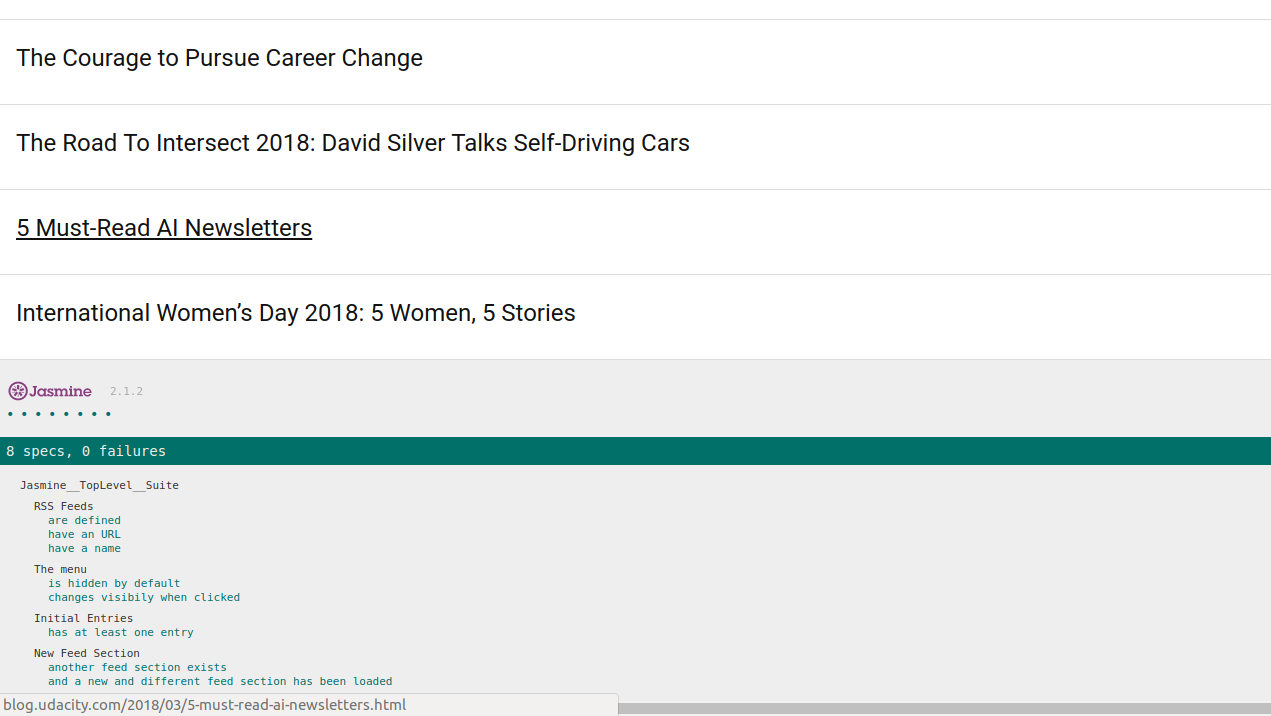 The Courage to Pursue Career Change
The Road To Intersect 2018: David Silver Talks Self-Driving Cars
5 Must-Read AI Newsletters
International Women’s Day 2018: 5 Women, 5 Stories
Jasmine 2.1.2
• • • • • • • •
8 specs, 0 failures
Jasmine__TopLevel__Suite
RSS Feeds
are defined
have an URL
have a name
The menu
is hidden by default
changes visibily when clicked
Initial Entries
has at least one entry
New Feed Section
another feed section exists
and a new and different feed section has been loaded
blog.udacity.com/2018/03/5-must-read-ai-newsletters.html